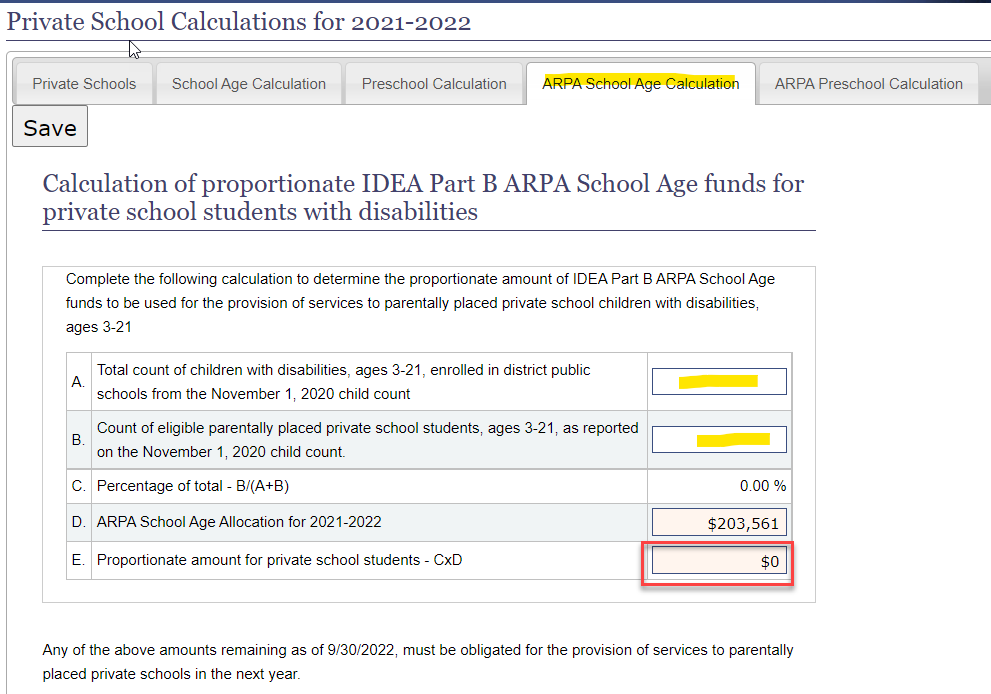 Private School Calculations for 2021-2022
Private Schools
School Age Calculation
Preschool Calculation
ARPA School Age Calculation
ARPA Preschool Calculation
Save
Calculation of proportionate IDEA Part B ARPA School Age funds for
private school students with disabilities
Complete the following calculation to determine the proportionate amount of IDEA Part B ARPA School Age
funds to be used for the provision of services to parentally placed private school children with disabilities,
ages 3-21
A. Total count of children with disabilities, ages 3-21, enrolled in district public
schools from the November 1, 2020 child count
B. Count of eligible parentally placed private school students, ages 3-21, as reported
on the November 1, 2020 child count.
C. Percentage of total - B/(A+B) 0.00 %
D. ARPA School Age Allocation for 2021-2022 $203,561
E. Proportionate amount for private school students - CxD $0
Any of the above amounts remaining as of 9/30/2022, must be obligated for the provision of services to parentally
placed private schools in the next year.